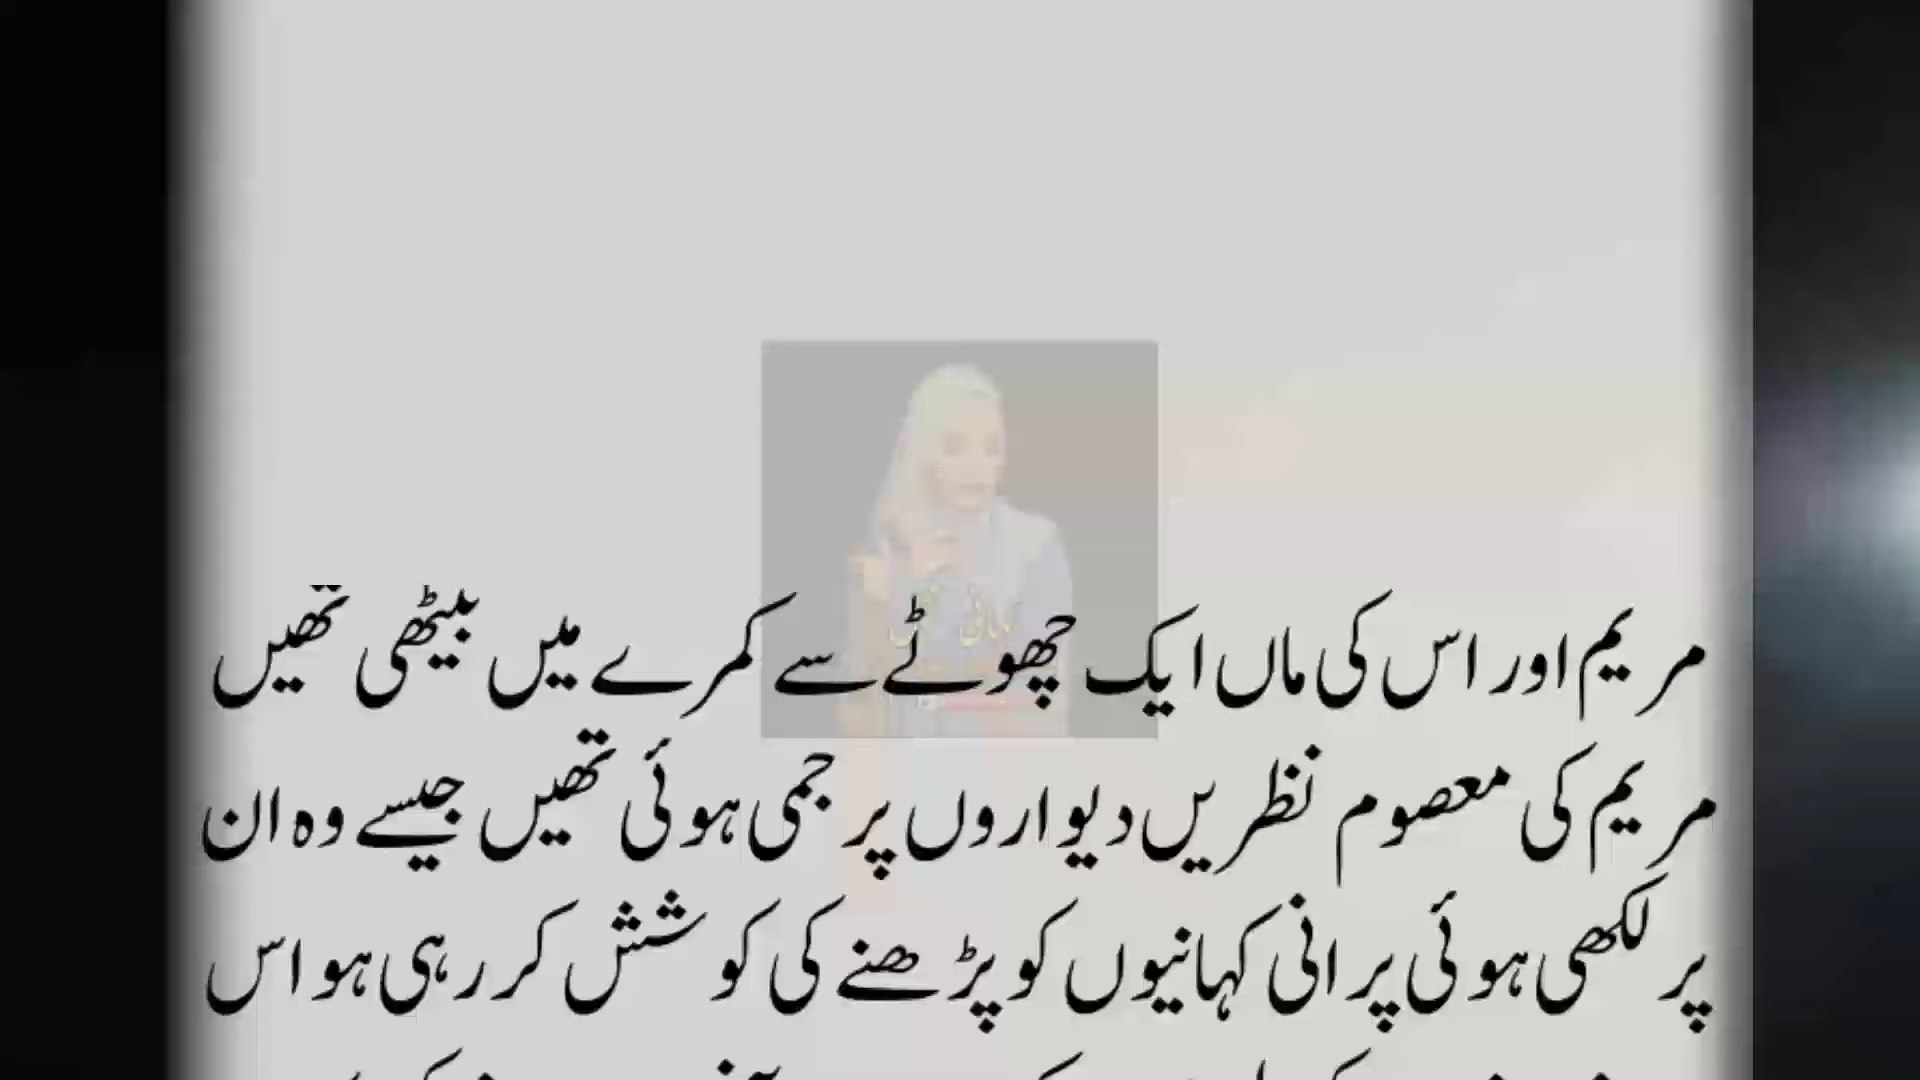 مریم اور اس کی ماں ایک چھوٹے سے کمرے میں بیٹھی تھیں
مریم کی معصوم نظریں دیواروں پر جمی ہوئی تھیں جیسے وہ ان
پر لکھی ہوئی پرانی کہانیوں کو پڑھنے کی کوشش کر رہی ہو اس